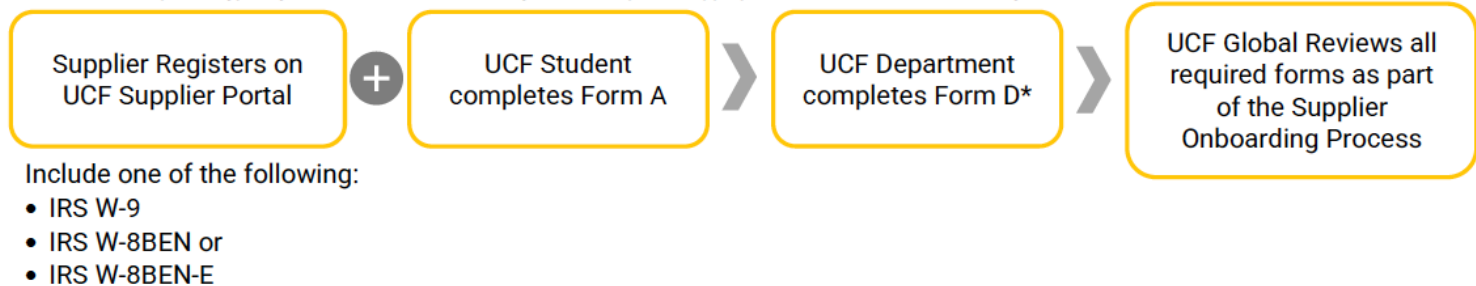 Supplier Registers on
UCF Supplier Portal
+
UCF Student
completes Form A
UCF Department
completes Form D*
UCF Global Reviews all
required forms as part
of the Supplier
Onboarding Process
Include one of the following:
• IRS W-9
• IRS W-8BEN or
• IRS W-8BEN-E